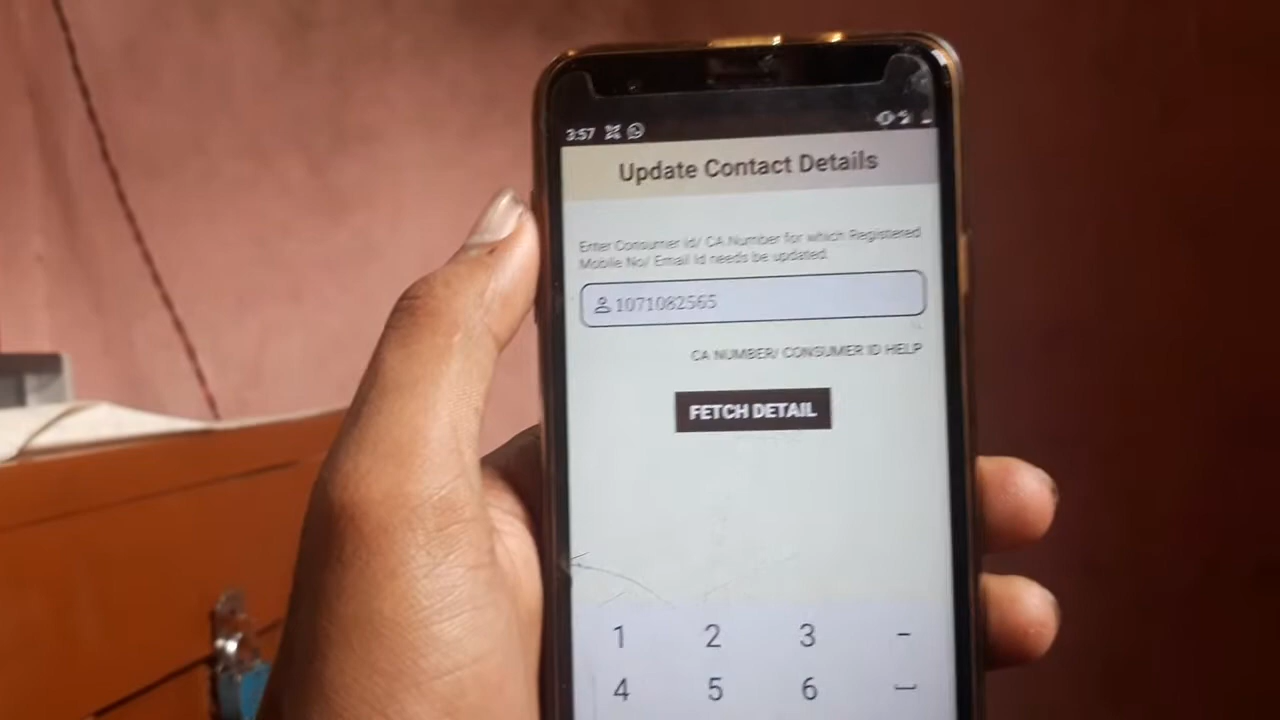 3:57
Update Contact Details
Enter Consumer Id/ CA Number for which Registered
Mobile No/ Email Id needs be updated.
1071082565
CA NUMBER/ CONSUMER ID HELP
FETCH DETAIL
1 2 3 -
4 5 6